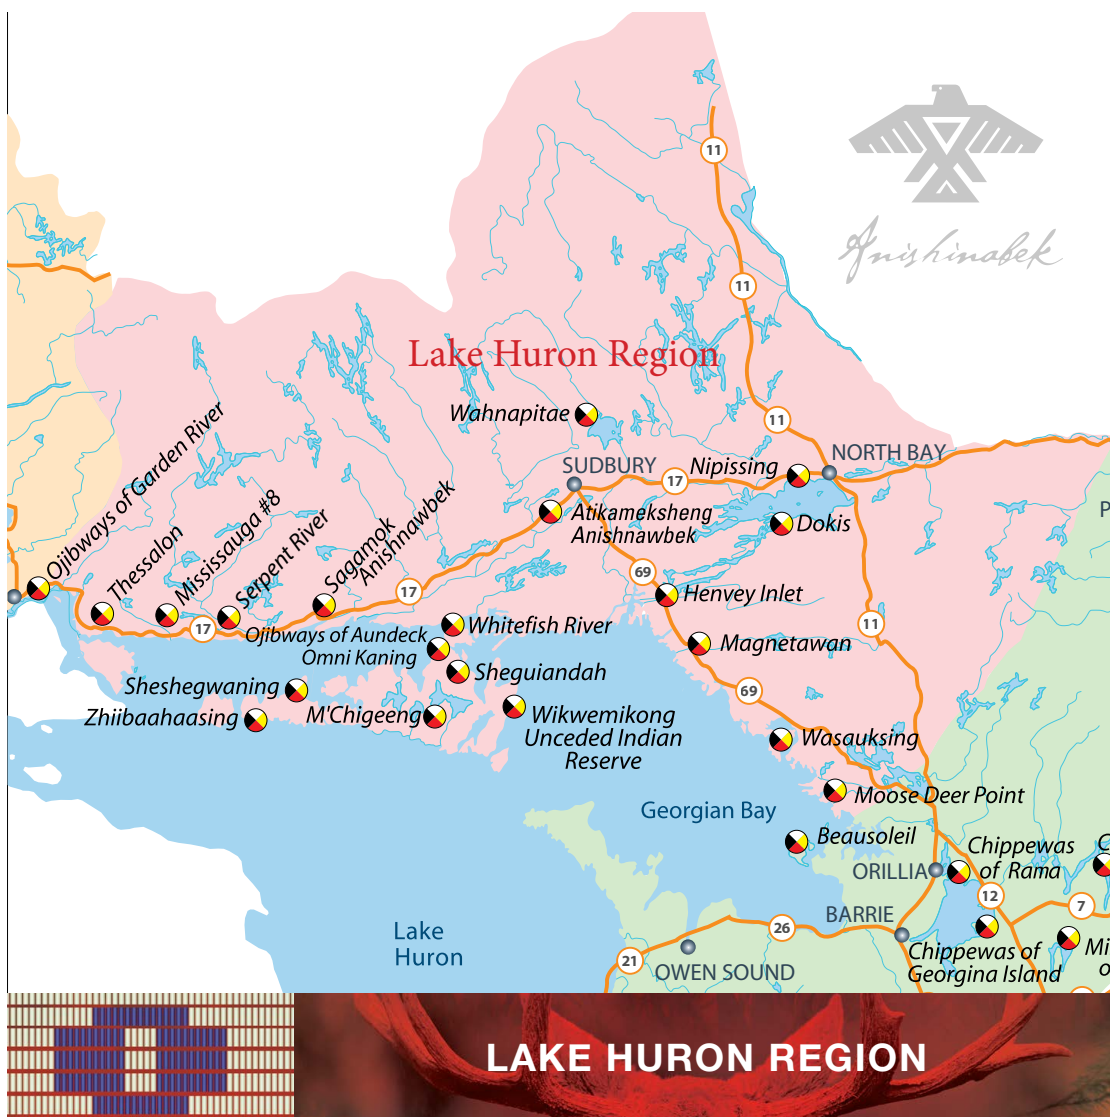 11
Anishinabek
11
Lake Huron Region
Wahnapitae
11
NORTH BAY
SUDBURY
Nipissing
17
Ojibways of Garden River
Thessalon
Mississauga #8
Serpent River
Sagamok
Anishnawbek
Atikameksheng
Anishnawbek
Dokis
P
69
17
Henvey Inlet
17
11
Ojibways of Aundeck
Omni Kaning
Whitefish River
Magnetawan
Sheguiandah
Sheshegwaning
69
Zhiibaahaasing
M'Chigeeng
Wikwemikong
Unceded Indian
Reserve
Wasauksing
Moose Deer Point
Georgian Bay
Beausoleil
Chippewas
of Rama
C
ORILLIA
12
7
BARRIE
26
Lake
Huron
21
OWEN SOUND
Chippewas of
Georgina Island
Mi
o
LAKE HURON REGION